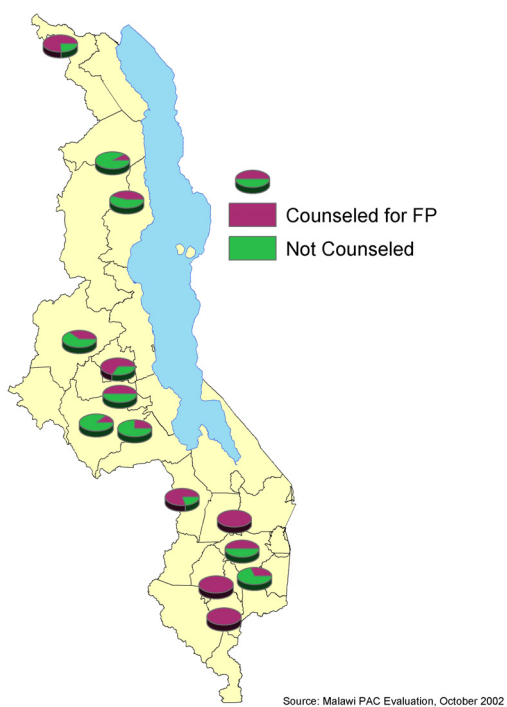 Counseled for FP
Not Counseled
Source: Malawi PAC Evaluation, October 2002